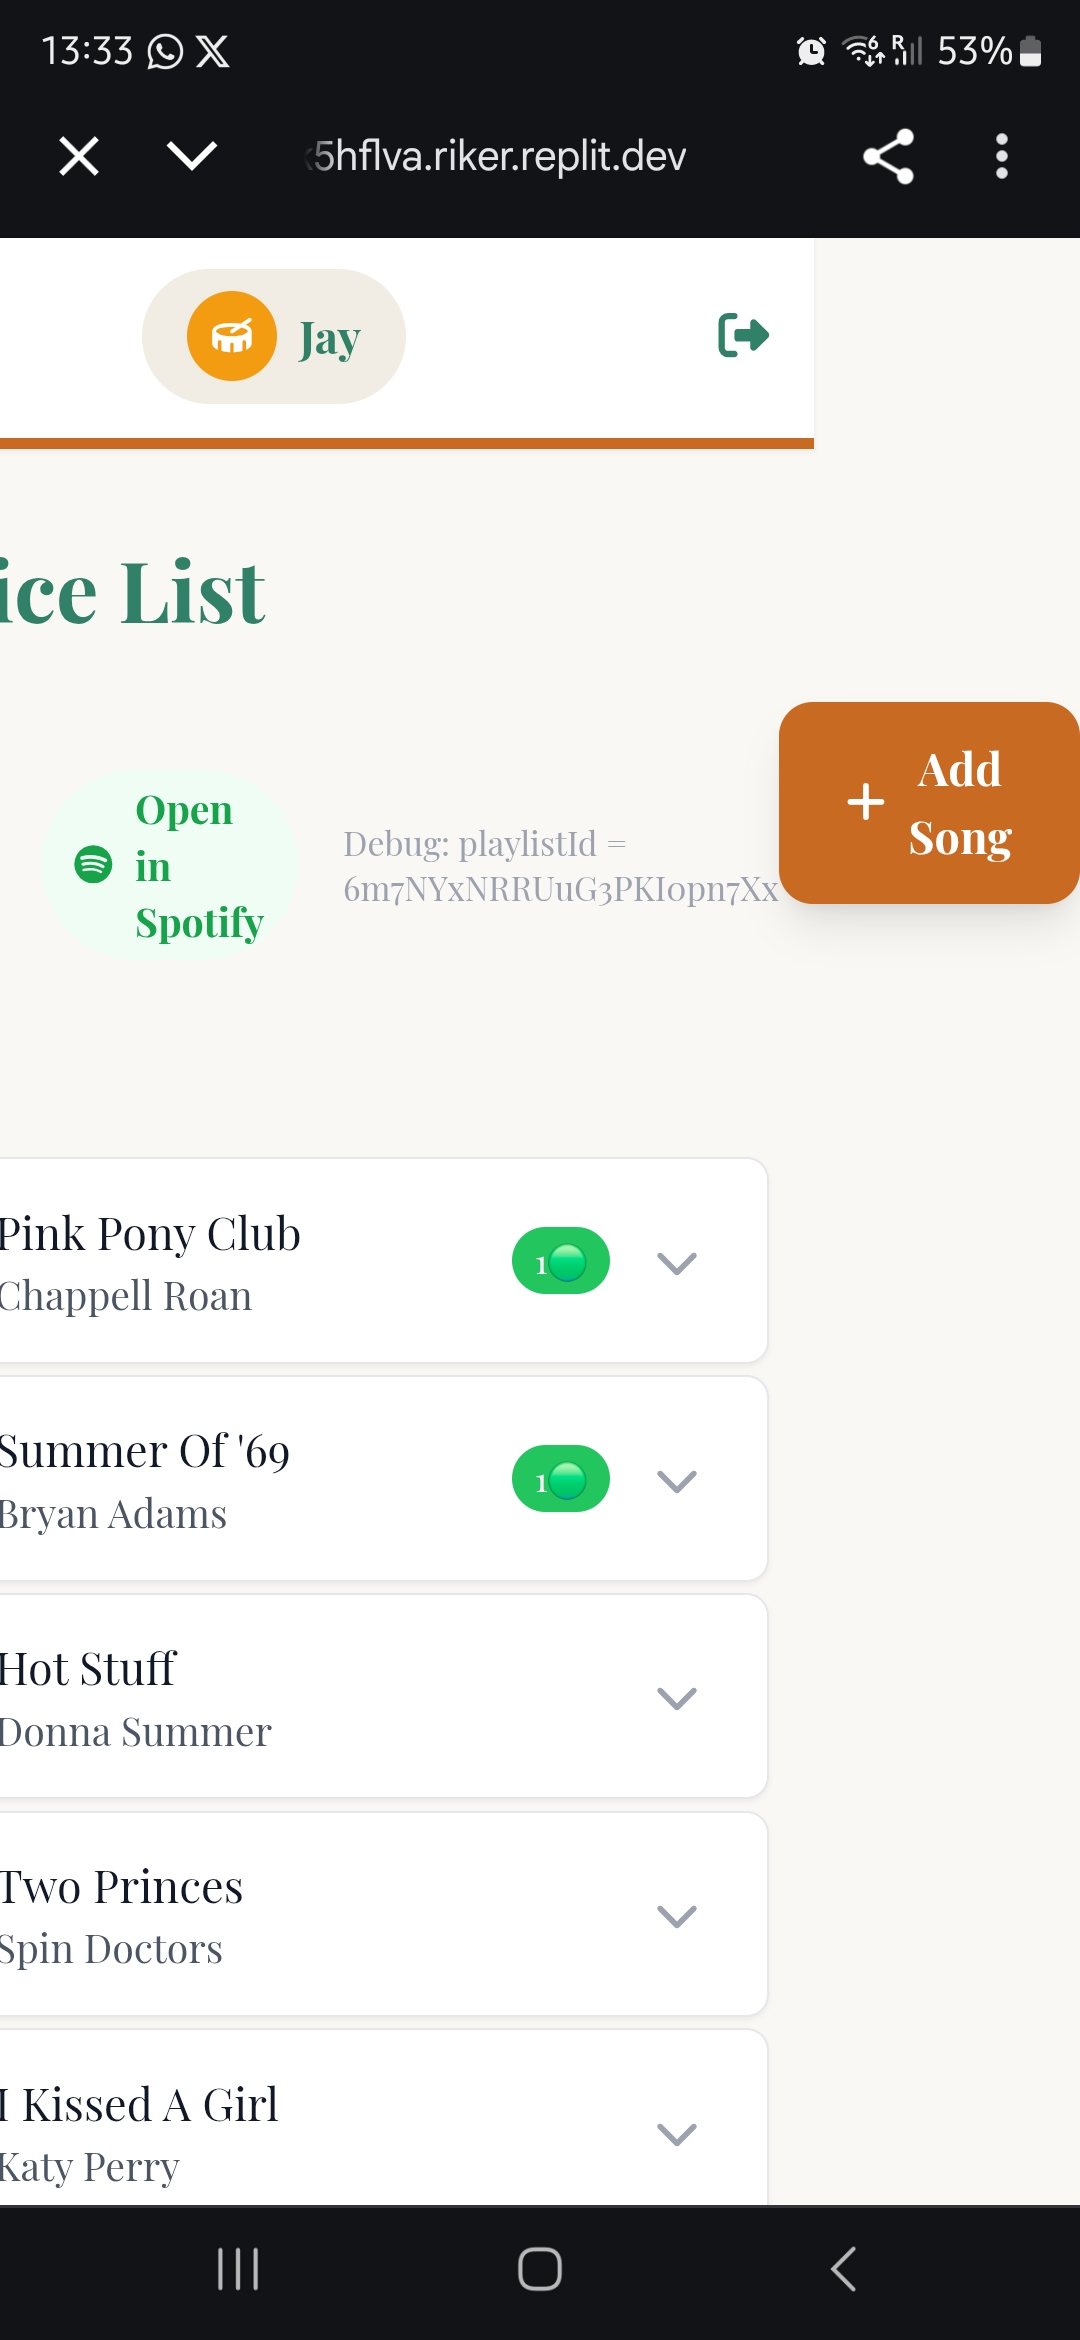 13:33
53%
5hflva.riker.replit.dev
Jay
ice List
Open
in
Spotify
Debug: playlistId =
6m7NYxNRRUuG3PKI0pn7Xx
Add
Song
Pink Pony Club
Chappell Roan
1
Summer Of '69
Bryan Adams
1
Hot Stuff
Donna Summer
Two Princes
Spin Doctors
I Kissed A Girl
Katy Perry